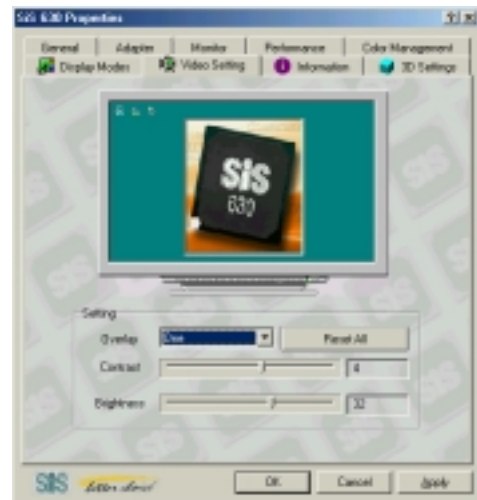 SiS 630 Properties
General Adapter Monitor Performance Color Management
Display Modes Video Setting Information 3D Settings
SiS
630
Setting
Overlay One Reset All
Contrast 4
Brightness 32
SiS OK Cancel Apply